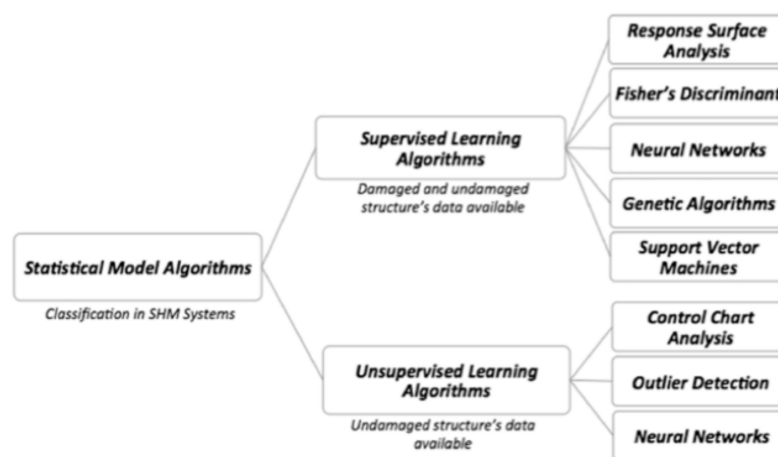 Statistical Model Algorithms
Classification in SHM Systems
Supervised Learning
Algorithms
Damaged and undamaged
structure's data available
Response Surface
Analysis
Fisher's Discriminant
Neural Networks
Genetic Algorithms
Support Vector
Machines
Unsupervised Learning
Algorithms
Undamaged structure's data
available
Control Chart
Analysis
Outlier Detection
Neural Networks